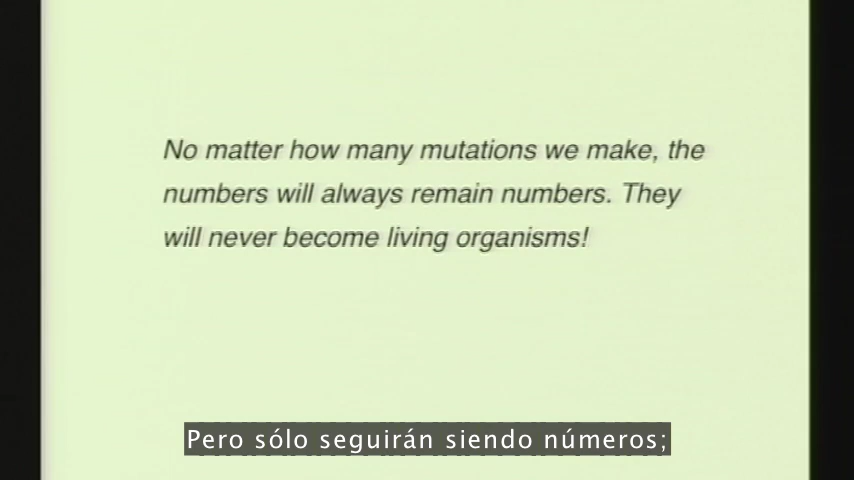 No matter how many mutations we make, the
numbers will always remain numbers. They
will never become living organisms!
Pero sólo seguirán siendo números;